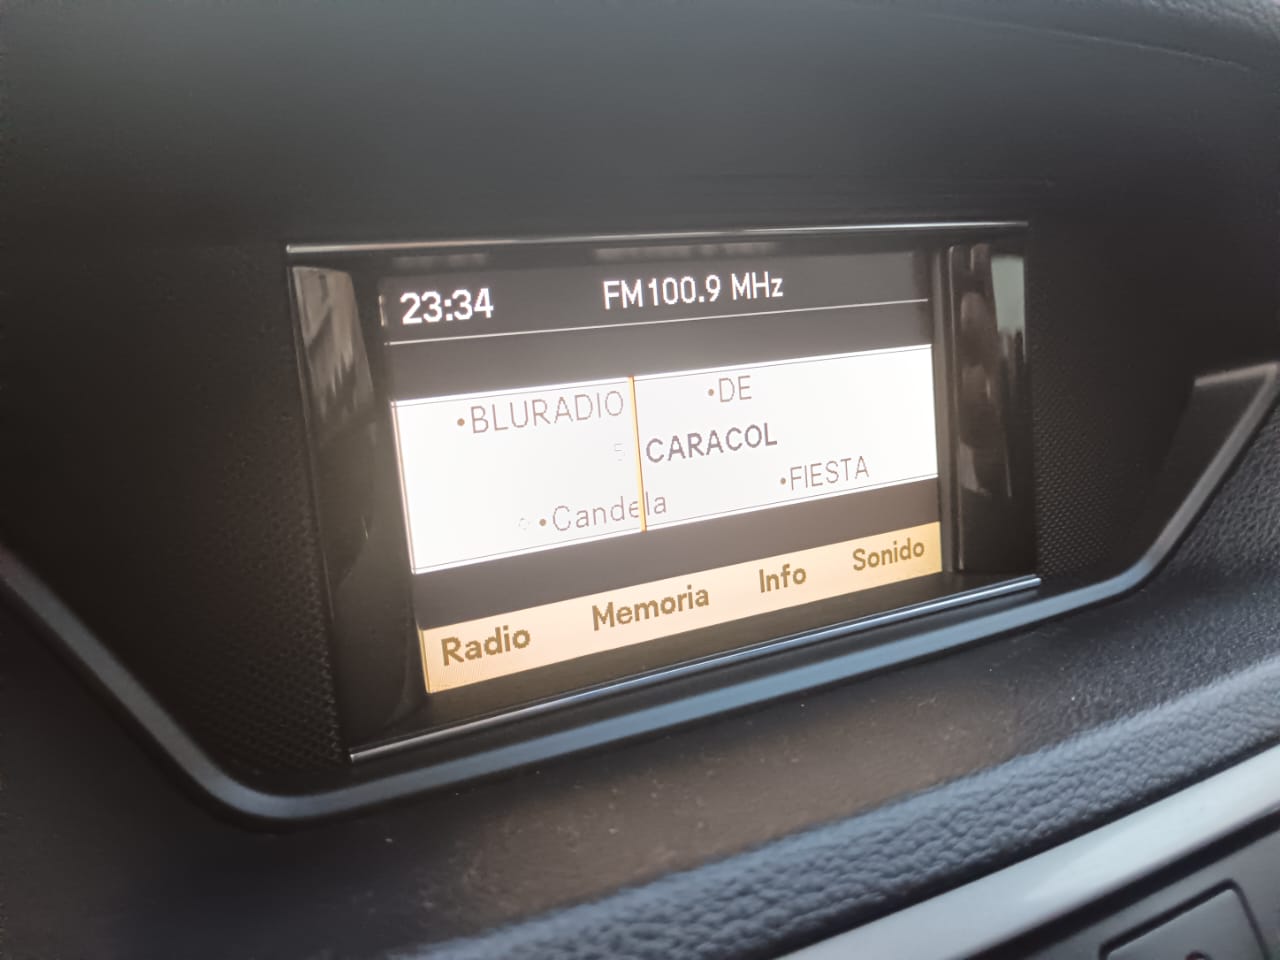 23:34 FM100.9 MHz
•BLURADIO •DE
CARACOL
•FIESTA
•Candela
Radio Memoria Info Sonido